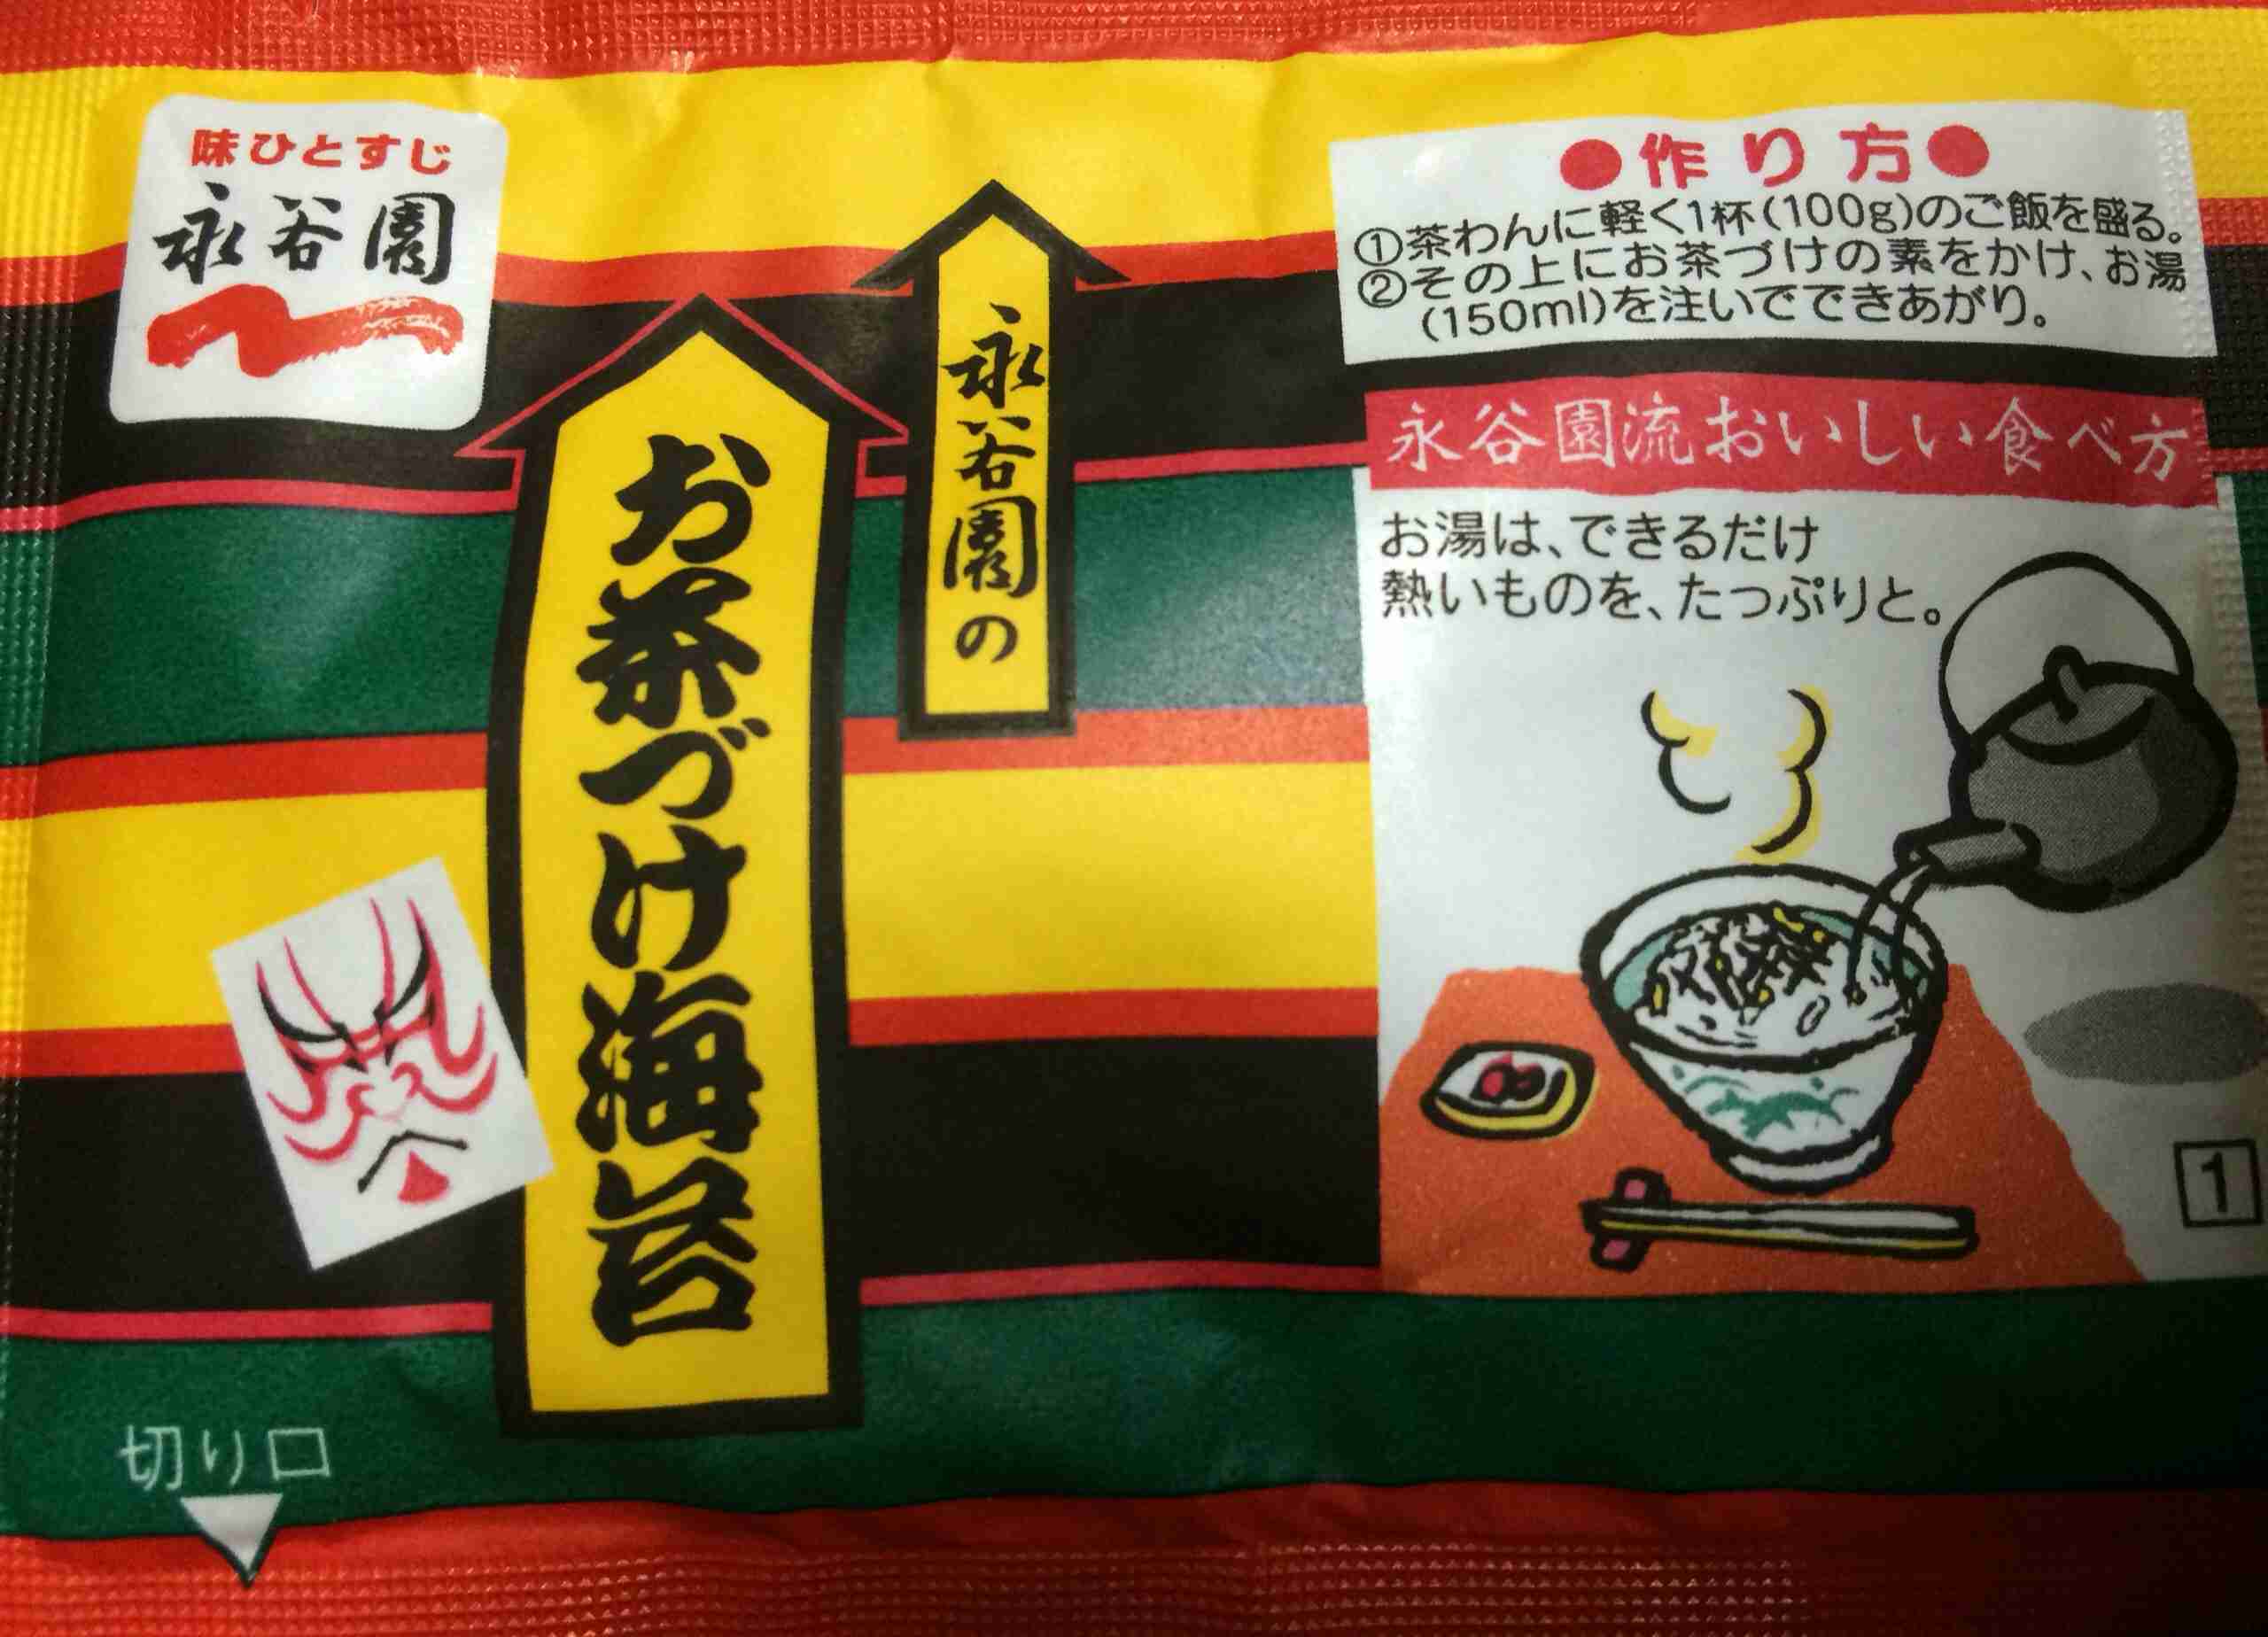 味ひとすじ
永谷園
永谷園の
お茶づけ海苔
●作り方●
①茶わんに軽く1杯(100g)のご飯を盛る。
②その上にお茶づけの素をかけ、お湯
(150ml)を注いでできあがり。
永谷園流おいしい食べ方
お湯は、できるだけ
熱いものを、たっぷりと。
1
切り口